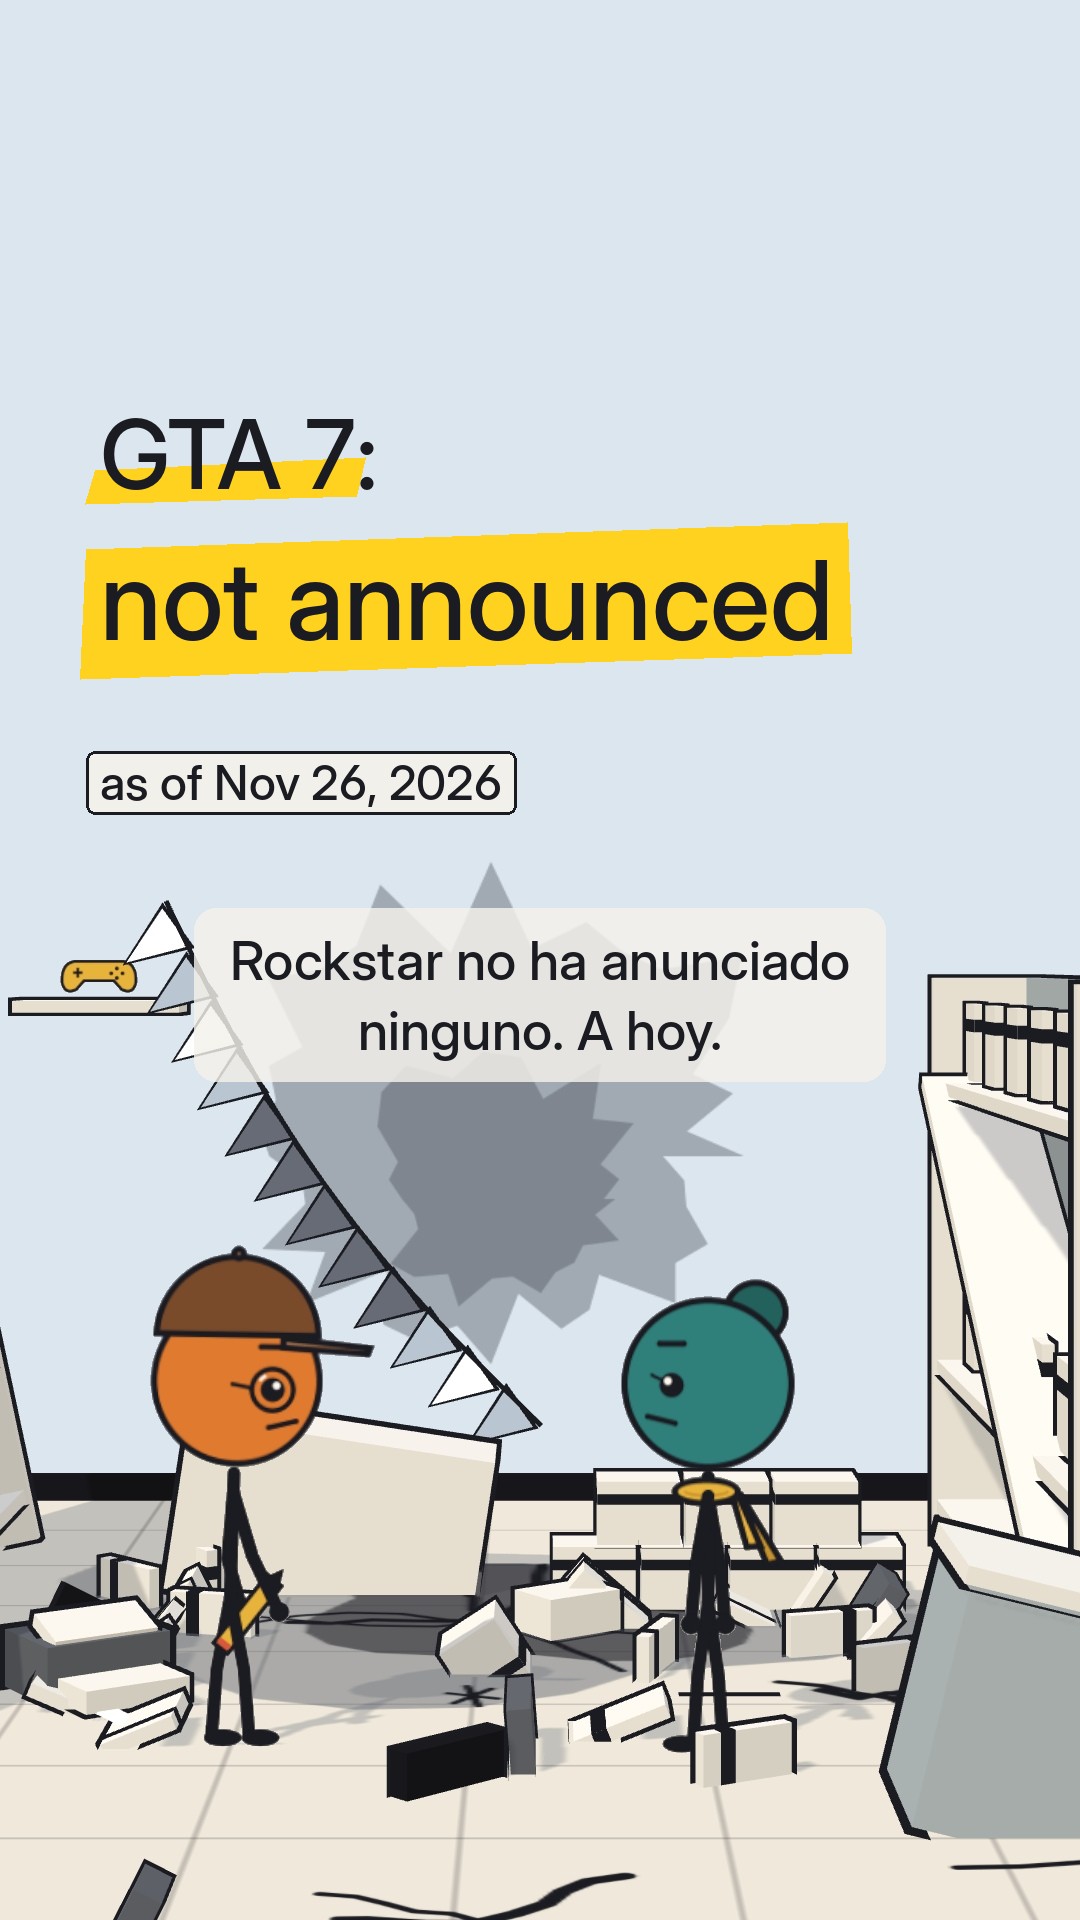 GTA 7:
not announced
as of Nov 26, 2026
Rockstar no ha anunciado
ninguno. A hoy.